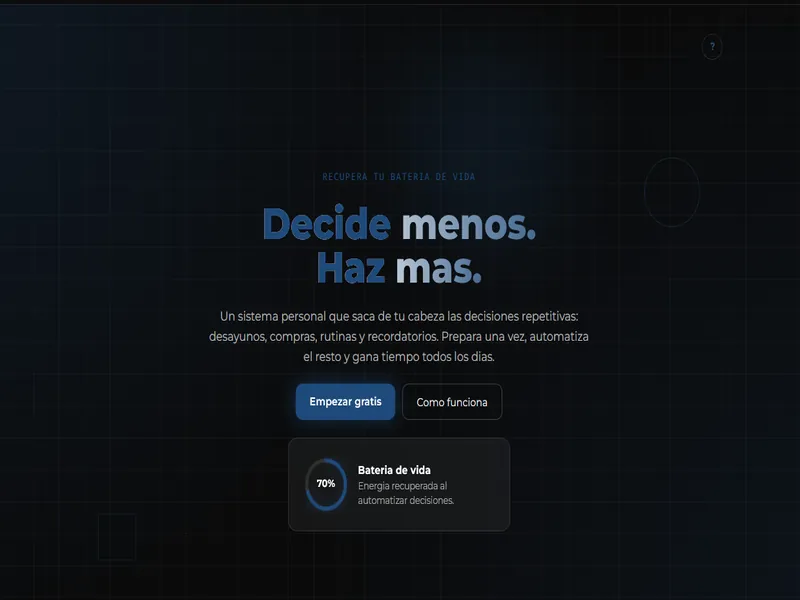 ?
RECUPERA TU BATERIA DE VIDA
Decide menos.
Haz mas.
Un sistema personal que saca de tu cabeza las decisiones repetitivas:
desayunos, compras, rutinas y recordatorios. Prepara una vez, automatiza
el resto y gana tiempo todos los dias.
Empezar gratis
Como funciona
70%
Bateria de vida
Energia recuperada al
automatizar decisiones.